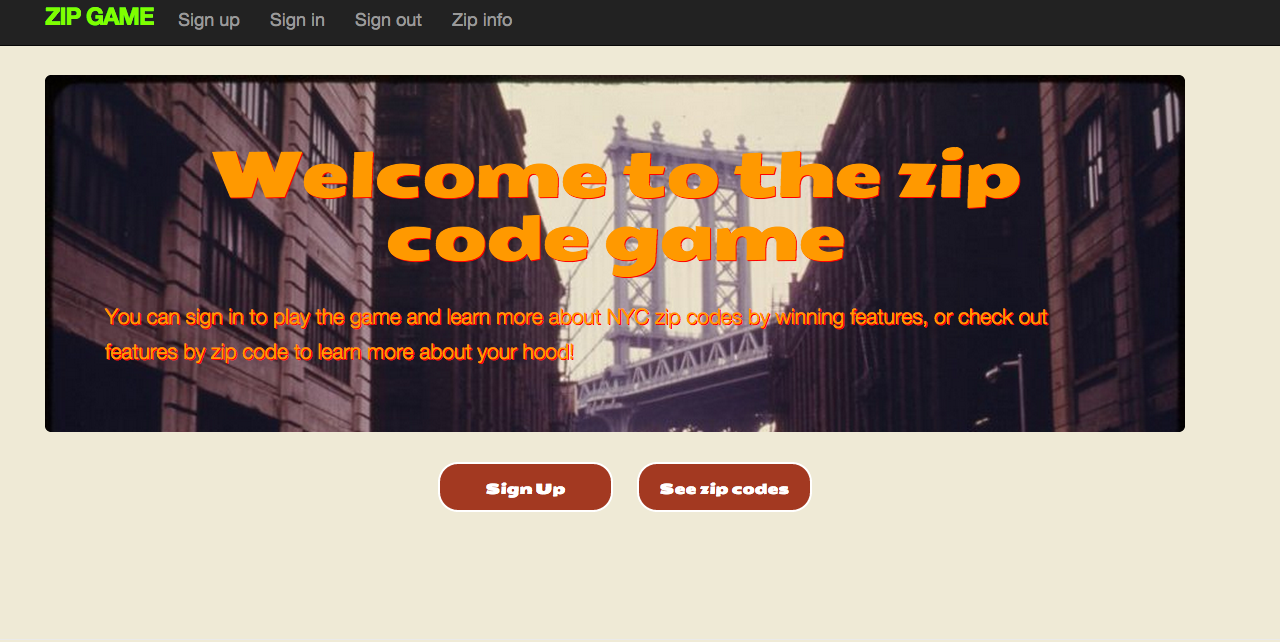 ZIP GAME Sign up Sign in Sign out Zip info
Welcome to the zip
code game
You can sign in to play the game and learn more about NYC zip codes by winning features, or check out
features by zip code to learn more about your hood!
Sign Up See zip codes